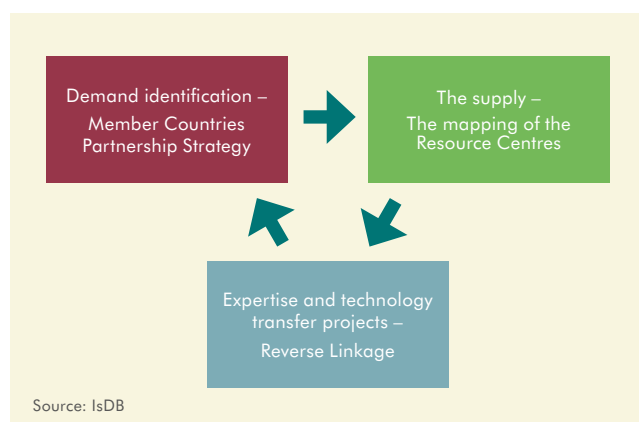 Demand identification –
Member Countries
Partnership Strategy
The supply –
The mapping of the
Resource Centres
Expertise and technology
transfer projects –
Reverse Linkage
Source: IsDB